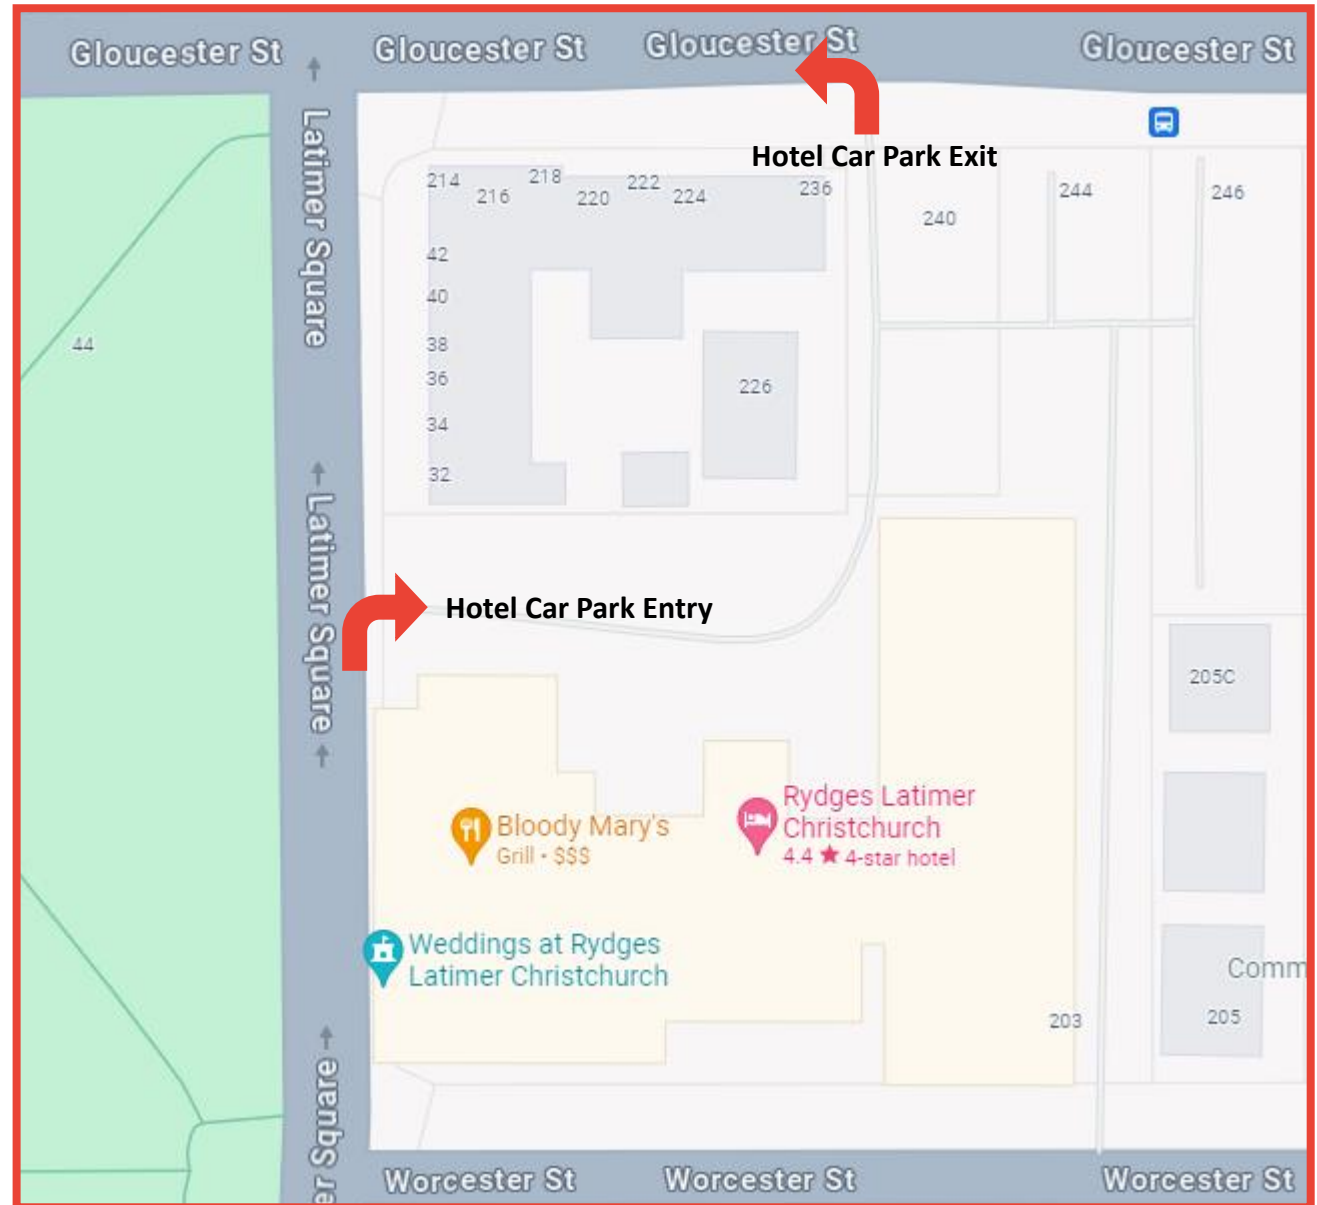 Gloucester St
Gloucester St
Gloucester St
Gloucester St
Latimer Square
Hotel Car Park Exit
214
216
218
220
222
224
236
240
244
246
42
40
38
36
34
32
44
226
Latimer Square
Hotel Car Park Entry
205C
Bloody Mary's
Grill · $$$
Rydges Latimer
Christchurch
4.4 ★ 4-star hotel
Weddings at Rydges
Latimer Christchurch
Comm
203
205
er Square
Worcester St
Worcester St
Worcester St